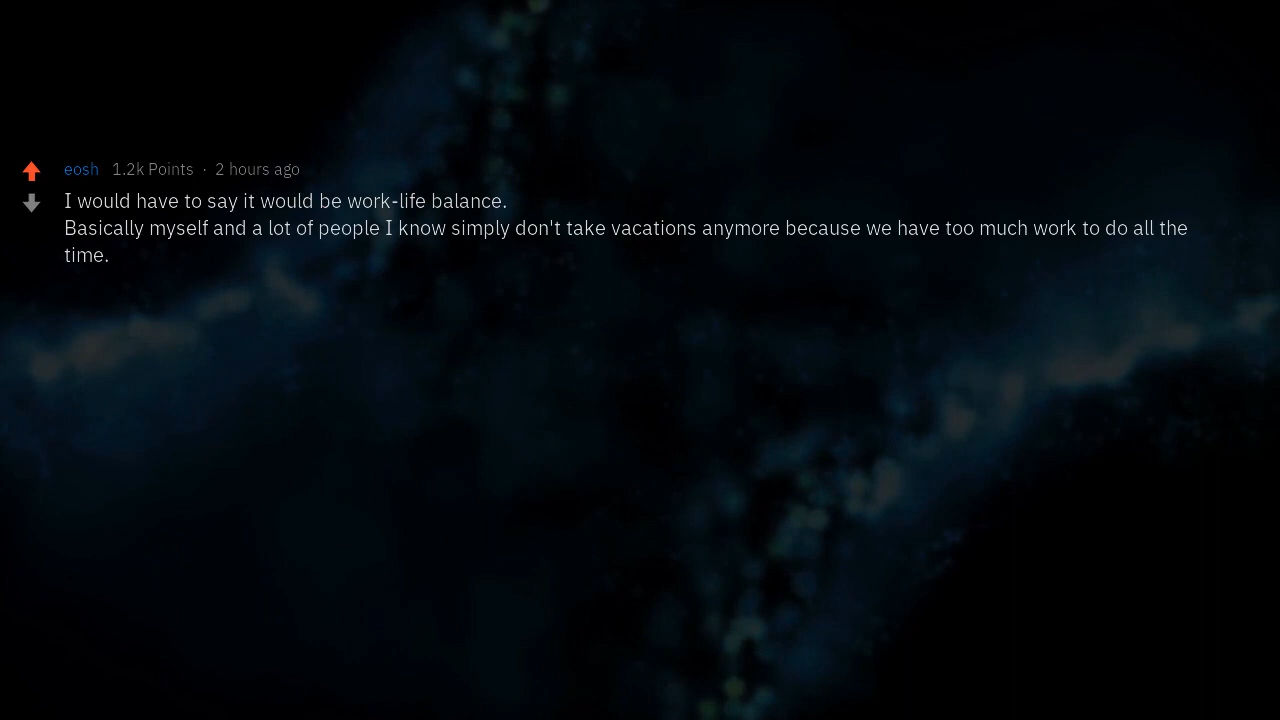 eosh 1.2k Points · 2 hours ago
I would have to say it would be work-life balance.
Basically myself and a lot of people I know simply don't take vacations anymore because we have too much work to do all the
time.